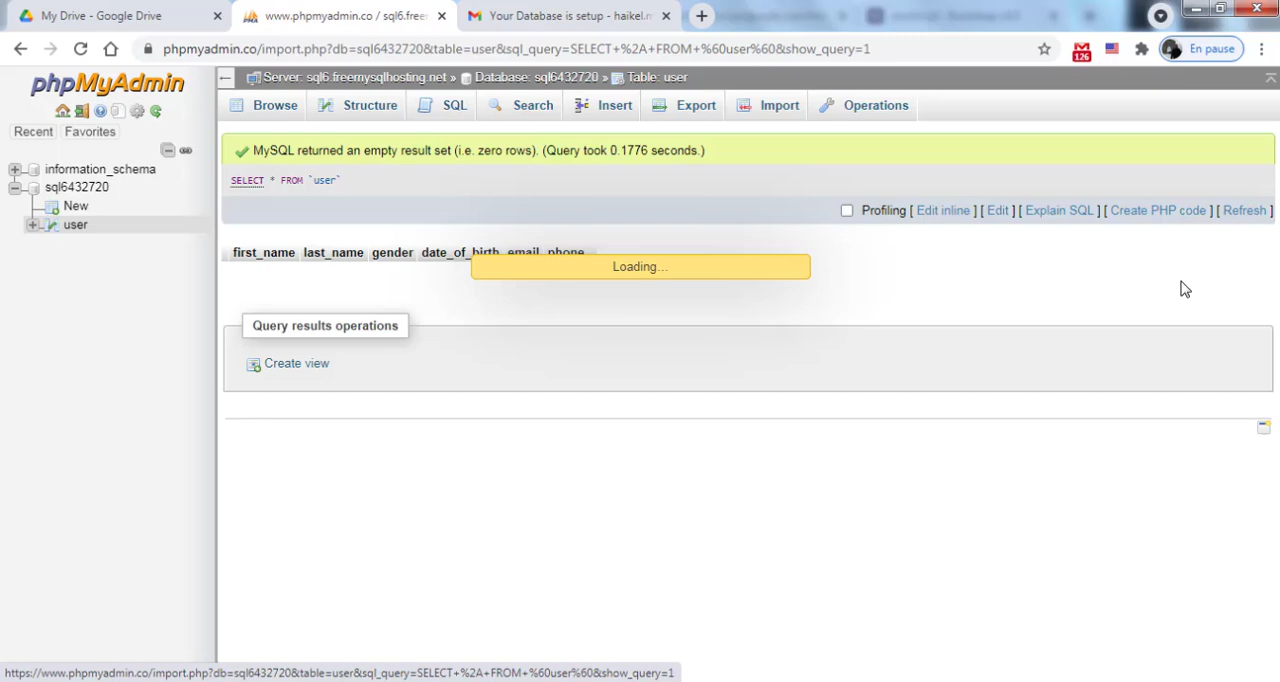 My Drive - Google Drive
www.phpmyadmin.co / sql6.frees
Your Database is setup - haikel.m
phpmyadmin.co/import.php?db=sql6432720&table=user&sql_query=SELECT+%2A+FROM+%60user%60&show_query=1
126
En pause
phpMyAdmin
Server: sql6.freemysqlhosting.net » Database: sql6432720 » Table: user
Browse Structure SQL Search Insert Export Import Operations
Recent Favorites
MySQL returned an empty result set (i.e. zero rows). (Query took 0.1776 seconds.)
information_schema
SELECT * FROM `user`
sql6432720
New
Profiling [ Edit inline ] [ Edit ] [ Explain SQL ] [ Create PHP code ] [ Refresh ]
user
first_name last_name gender date_of_birth email phone
Loading...
Query results operations
Create view
https://www.phpmyadmin.co/import.php?db=sql6432720&table=user&sql_query=SELECT+%2A+FROM+%60user%60&show_query=1